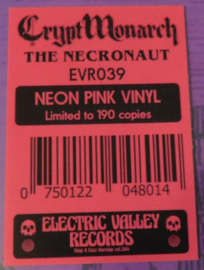 Crypt Monarch
THE NECRONAUT
EVR039
NEON PINK VINYL
Limited to 190 copies
0 750122 048014
ELECTRIC VALLEY
RECORDS